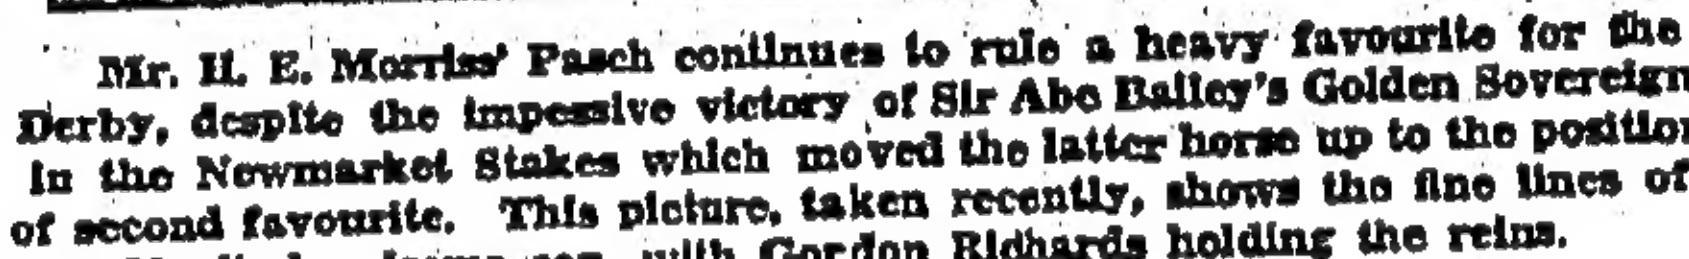 Mr. H. E. Morriss' Pasch continues to rule a heavy favourite for the
Derby, despite the impessive victory of Sir Abe Bailey's Golden Sovereign
in the Newmarket Stakes which moved the latter horse up to the position
of second favourite. This picture, taken recently, shows the fine lines of
with Gordon Richards holding the reins.